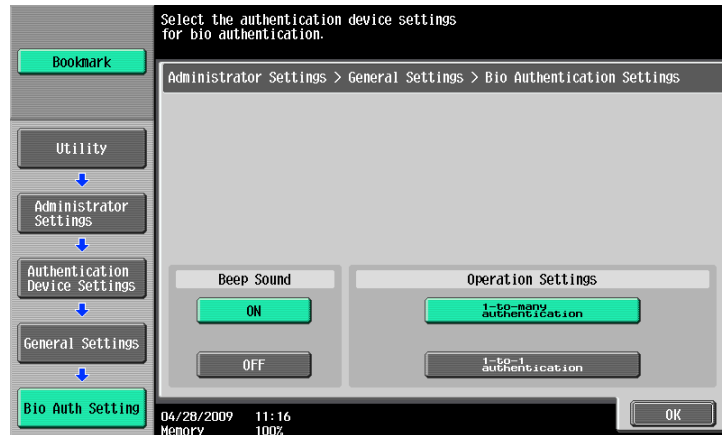 Select the authentication device settings
for bio authentication.
Bookmark
Administrator Settings > General Settings > Bio Authentication Settings
Utility
Administrator
Settings
Authentication
Device Settings
General Settings
Bio Auth Setting
Beep Sound
ON
OFF
Operation Settings
1-to-many
authentication
1-to-1
authentication
04/28/2009 11:16
Memory 100%
OK